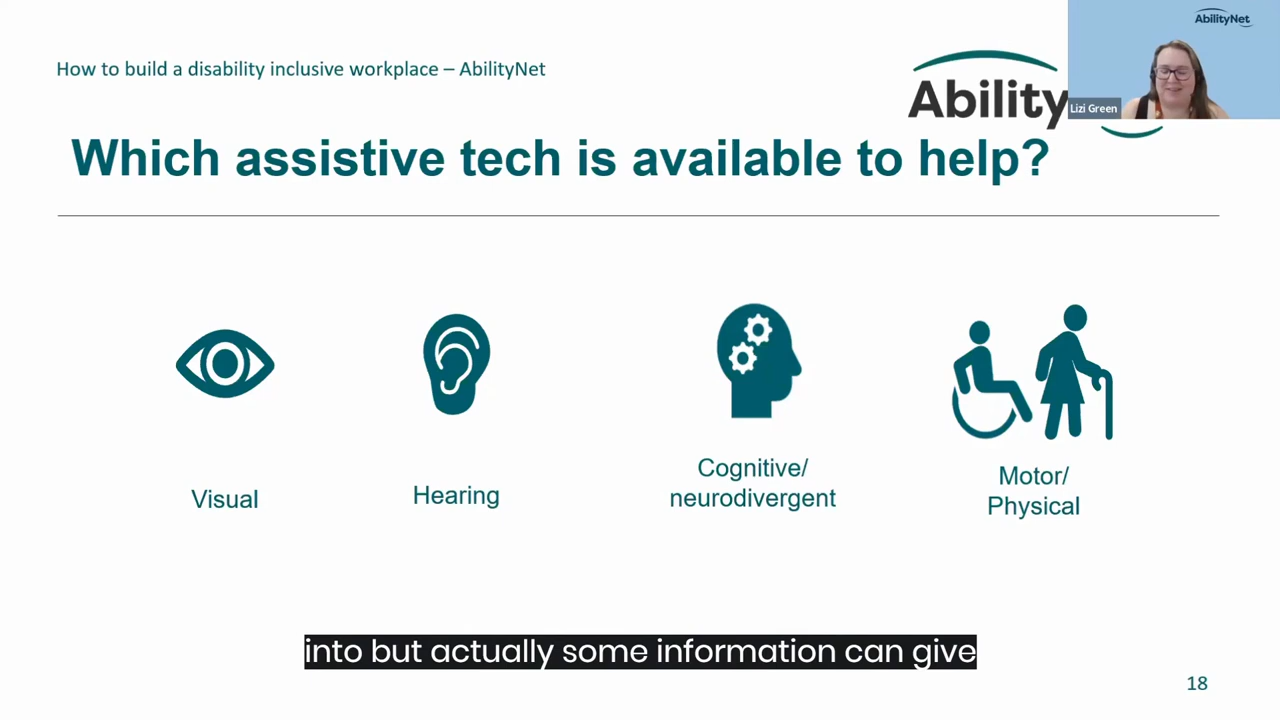 How to build a disability inclusive workplace – AbilityNet
AbilityNet
Ability
Lizi Green
Which assistive tech is available to help?
Visual
Hearing
Cognitive/
neurodivergent
Motor/
Physical
into but actually some information can give
18